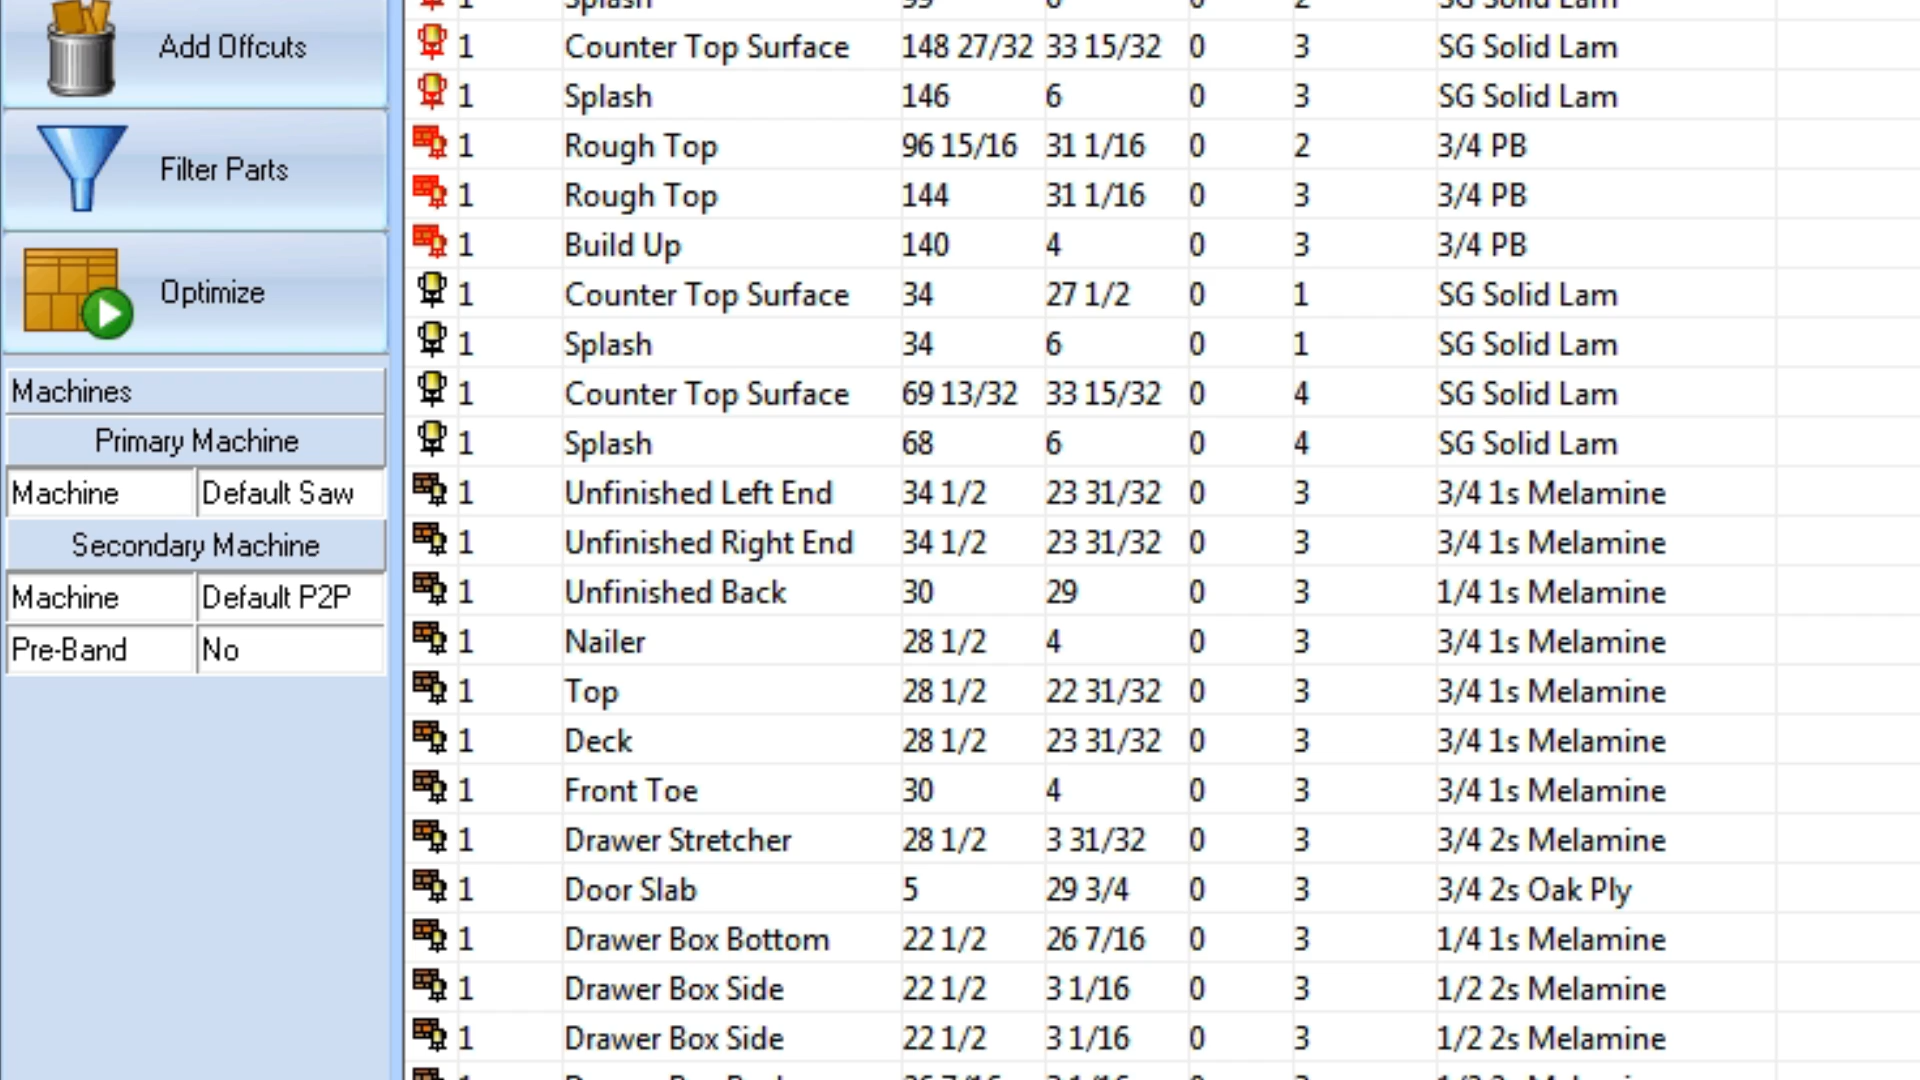 Add Offcuts
Filter Parts
Optimize
Machines
Primary Machine
Machine Default Saw
Secondary Machine
Machine Default P2P
Pre-Band No
1 Splash 99 6 0 2 SG Solid Lam
1 Counter Top Surface 148 27/32 33 15/32 0 3 SG Solid Lam
1 Splash 146 6 0 3 SG Solid Lam
1 Rough Top 96 15/16 31 1/16 0 2 3/4 PB
1 Rough Top 144 31 1/16 0 3 3/4 PB
1 Build Up 140 4 0 3 3/4 PB
1 Counter Top Surface 34 27 1/2 0 1 SG Solid Lam
1 Splash 34 6 0 1 SG Solid Lam
1 Counter Top Surface 69 13/32 33 15/32 0 4 SG Solid Lam
1 Splash 68 6 0 4 SG Solid Lam
1 Unfinished Left End 34 1/2 23 31/32 0 3 3/4 1s Melamine
1 Unfinished Right End 34 1/2 23 31/32 0 3 3/4 1s Melamine
1 Unfinished Back 30 29 0 3 1/4 1s Melamine
1 Nailer 28 1/2 4 0 3 3/4 1s Melamine
1 Top 28 1/2 22 31/32 0 3 3/4 1s Melamine
1 Deck 28 1/2 23 31/32 0 3 3/4 1s Melamine
1 Front Toe 30 4 0 3 3/4 1s Melamine
1 Drawer Stretcher 28 1/2 3 31/32 0 3 3/4 2s Melamine
1 Door Slab 5 29 3/4 0 3 3/4 2s Oak Ply
1 Drawer Box Bottom 22 1/2 26 7/16 0 3 1/4 1s Melamine
1 Drawer Box Side 22 1/2 3 1/16 0 3 1/2 2s Melamine
1 Drawer Box Side 22 1/2 3 1/16 0 3 1/2 2s Melamine